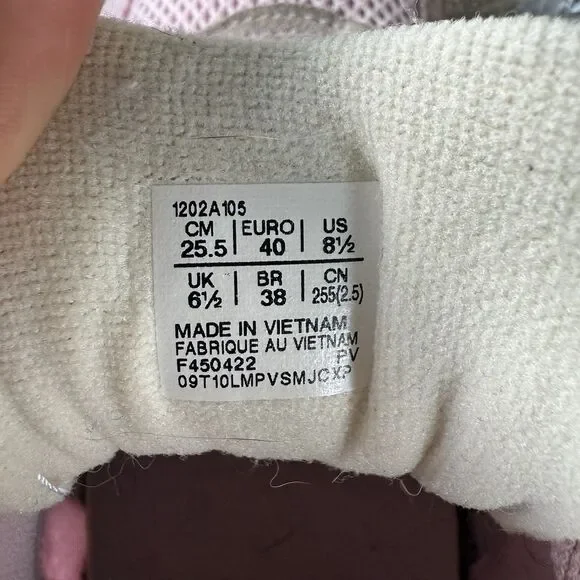 1202A105
CM | EURO | US
25.5 | 40 | 8½
UK | BR | CN
6½ | 38 | 255(2.5)
MADE IN VIETNAM
FABRIQUE AU VIETNAM
F450422 PV
09T10LMPVSMJCXP